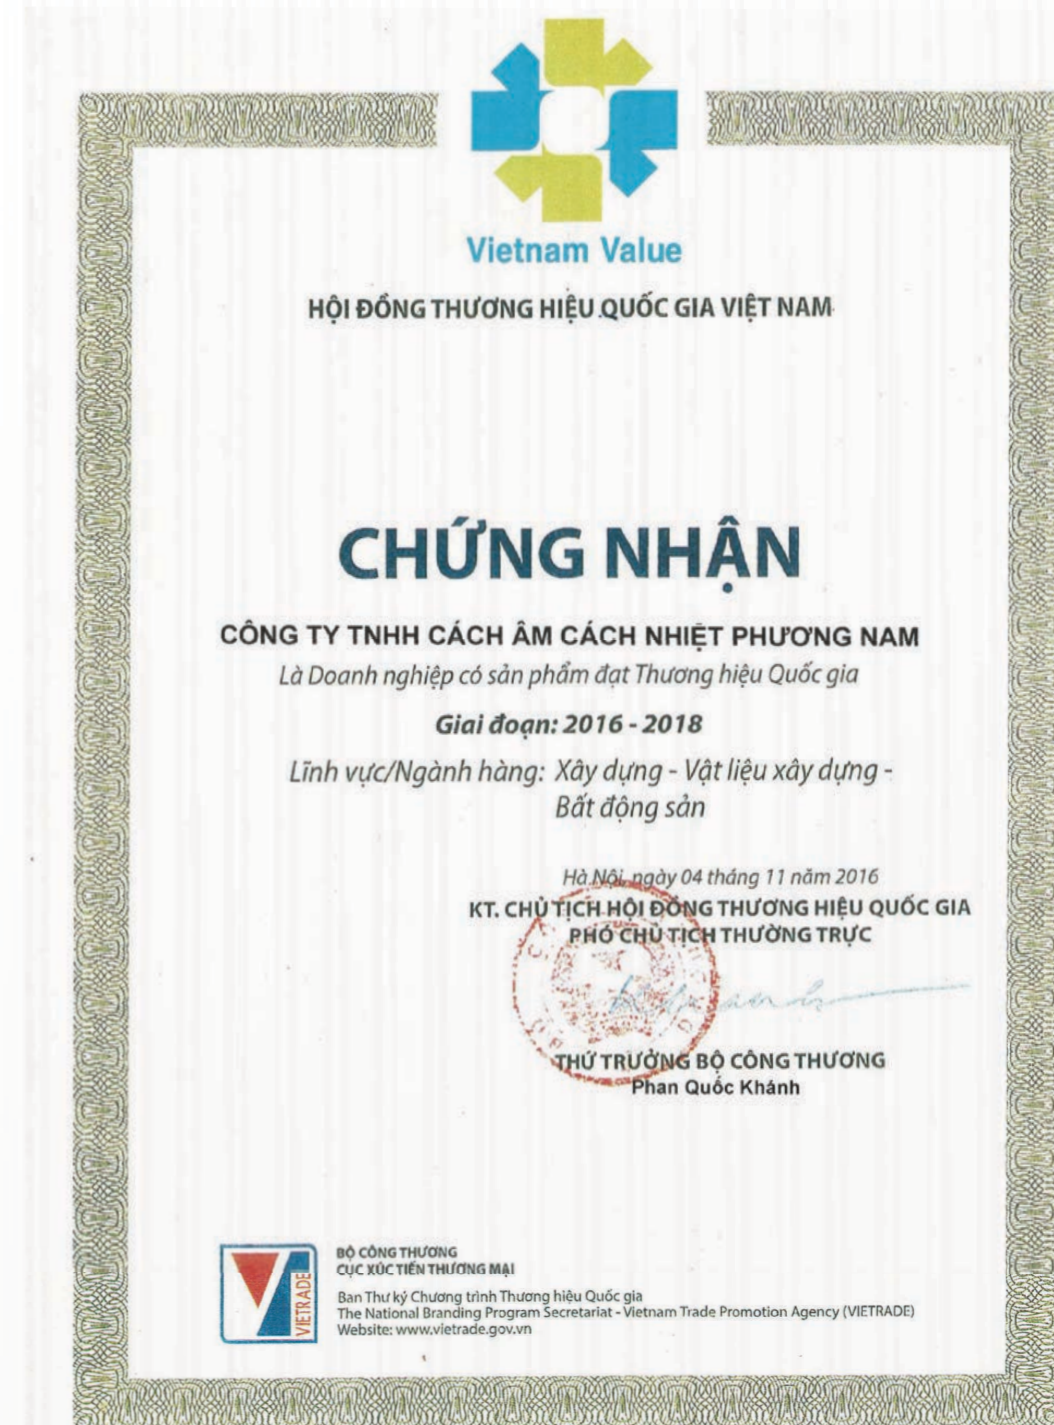 Vietnam Value
HỘI ĐỒNG THƯƠNG HIỆU QUỐC GIA VIỆT NAM
CHỨNG NHẬN
CÔNG TY TNHH CÁCH ÂM CÁCH NHIỆT PHƯƠNG NAM
Là Doanh nghiệp có sản phẩm đạt Thương hiệu Quốc gia
Giai đoạn: 2016 - 2018
Lĩnh vực/Ngành hàng: Xây dựng - Vật liệu xây dựng -
Bất động sản
Hà Nội, ngày 04 tháng 11 năm 2016
KT. CHỦ TỊCH HỘI ĐỒNG THƯƠNG HIỆU QUỐC GIA
PHÓ CHỦ TỊCH THƯỜNG TRỰC
THỨ TRƯỞNG BỘ CÔNG THƯƠNG
Phan Quốc Khánh
VIETRADE
BỘ CÔNG THƯƠNG
CỤC XÚC TIẾN THƯƠNG MẠI
Ban Thư ký Chương trình Thương hiệu Quốc gia
The National Branding Program Secretariat - Vietnam Trade Promotion Agency (VIETRADE)
Website: www.vietrade.gov.vn